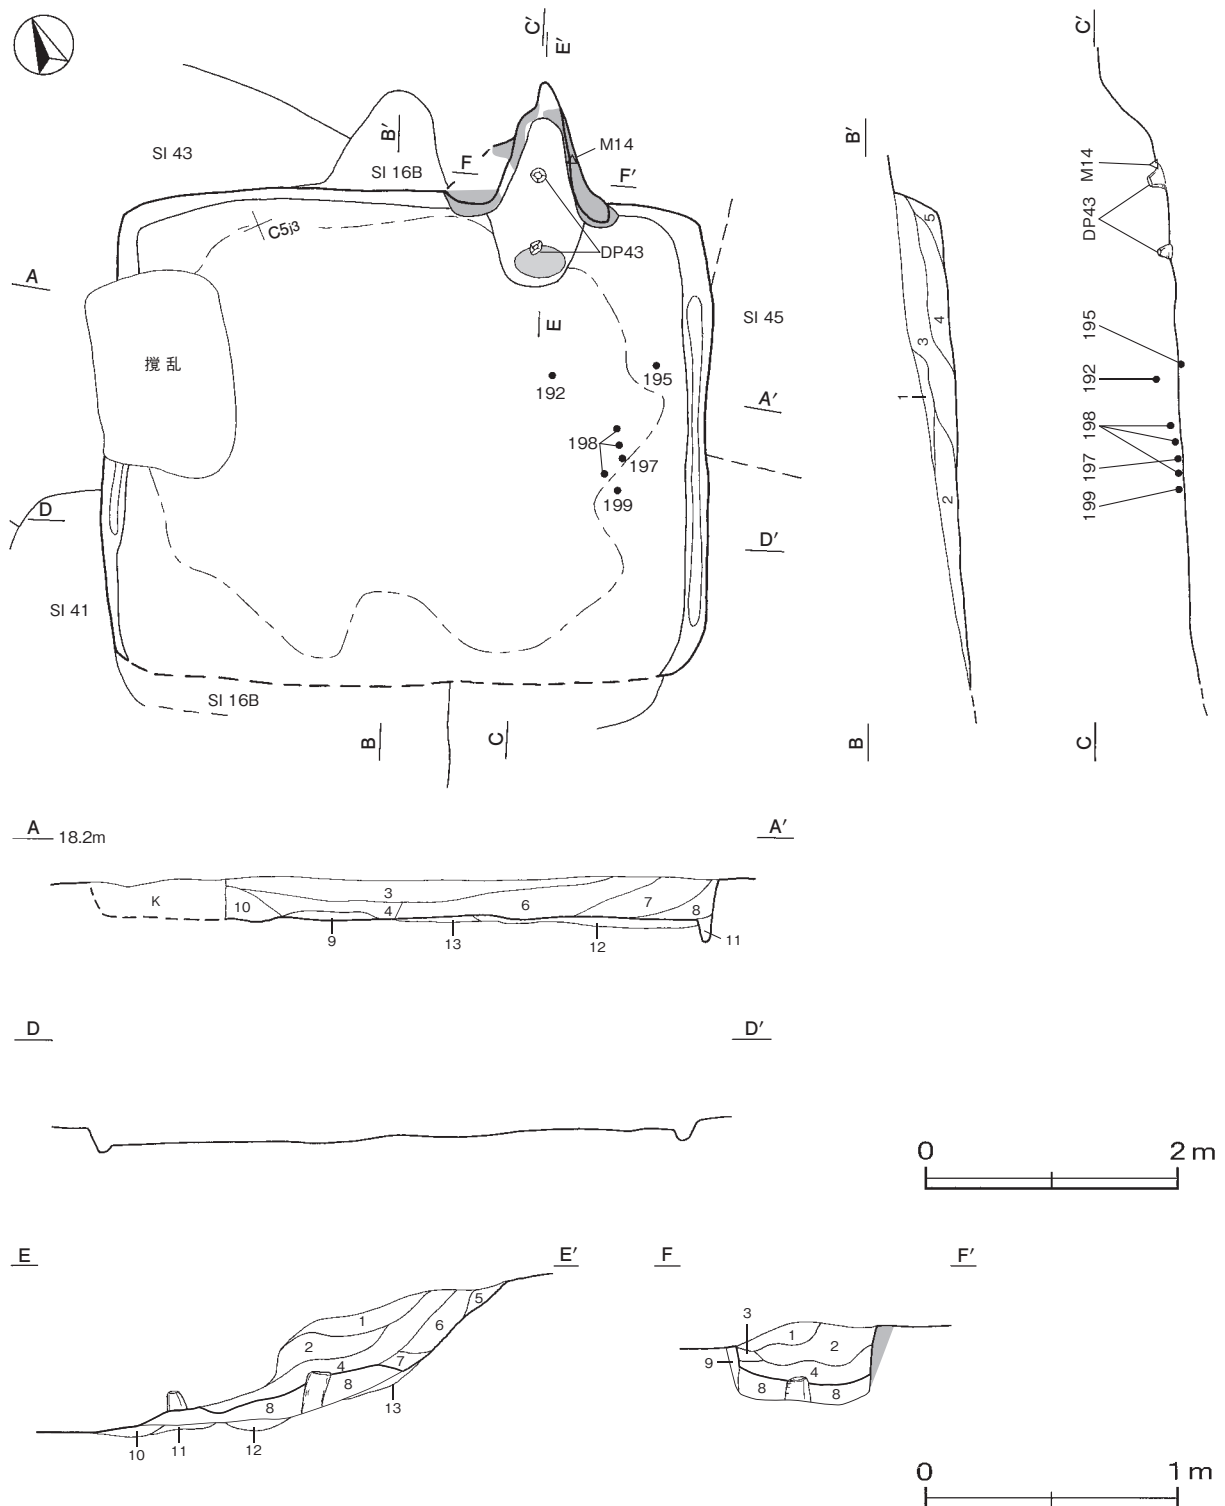 C′
E′
C′
SI 43
B′
SI 16B
F
M14
F′
B′
M14
DP43
C5j3
DP43
A
E
SI 45
撹乱
192
195
A′
198
197
199
D
D′
SI 41
SI 16B
B
C
5
4
3
1
2
B
195
192
198
197
199
C
A 18.2m
A′
K
3
10
4
6
7
8
9
13
12
11
D
D′
0 2 m
E
E′
F
F′
1
2
4
5
6
7
8
8
13
10
11
12
3
1
2
9
4
8
8
0 1 m